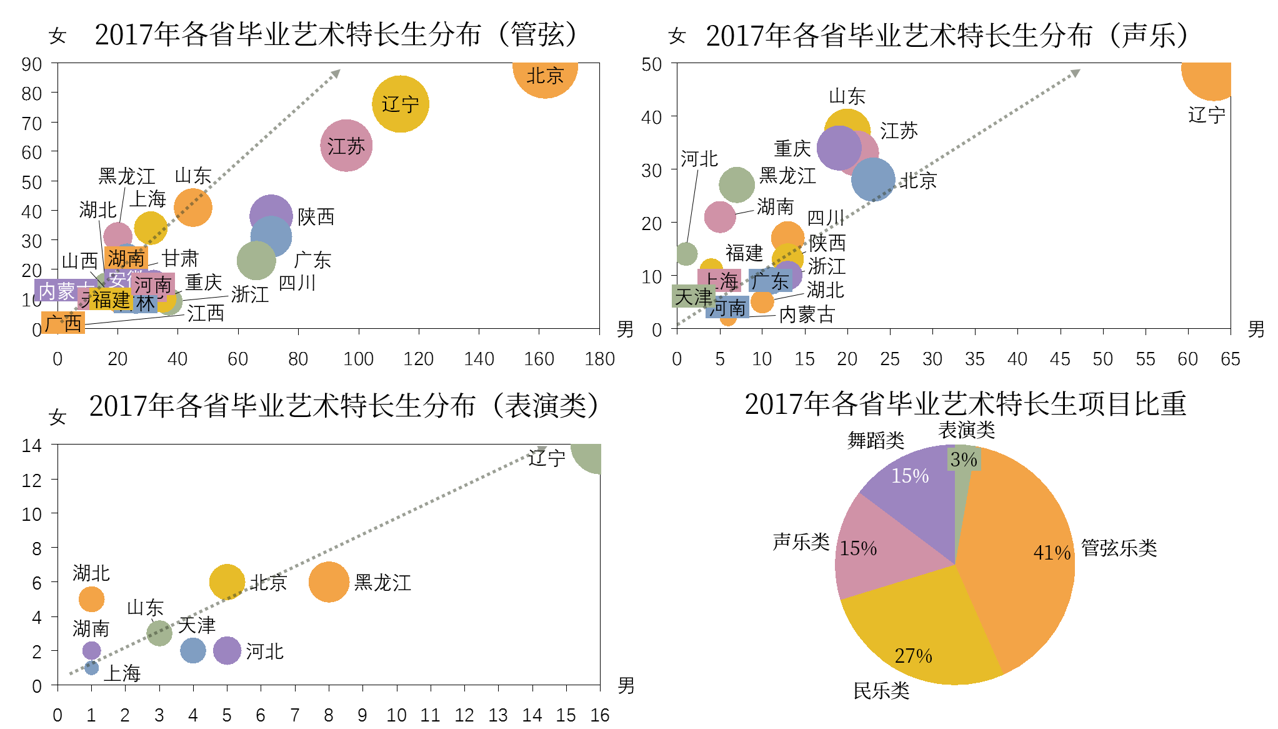 2017年各省毕业艺术特长生分布（管弦）
女
90
80
70
60
50
40
30
20
10
0
0 20 40 60 80 100 120 140 160 180
男
北京
辽宁
江苏
黑龙江
山东
上海
湖北
陕西
湖南
甘肃
广东
山西
安徽
河南
重庆
四川
内蒙古
福建
林
浙江
江西
广西
2017年各省毕业艺术特长生分布（声乐）
女
50
40
30
20
10
0
0 5 10 15 20 25 30 35 40 45 50 55 60 65
男
辽宁
山东
江苏
重庆
河北
黑龙江
北京
湖南
四川
陕西
福建
浙江
上海
广东
湖北
天津
河南
内蒙古
2017年各省毕业艺术特长生分布（表演类）
女
14
12
10
8
6
4
2
0
0 1 2 3 4 5 6 7 8 9 10 11 12 13 14 15 16
男
辽宁
湖北
北京
黑龙江
山东
湖南
天津
河北
上海
2017年各省毕业艺术特长生项目比重
表演类
3%
舞蹈类
15%
声乐类
15%
管弦乐类
41%
民乐类
27%